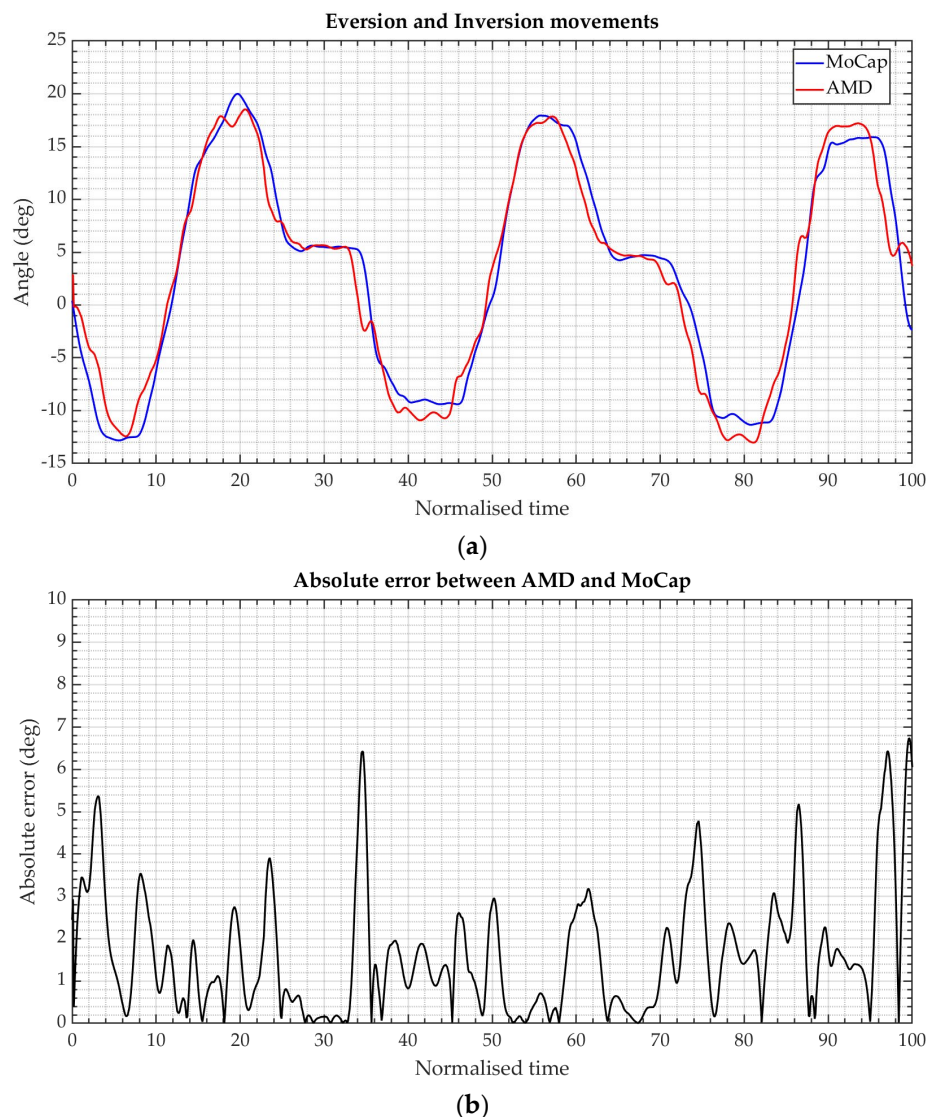 Eversion and Inversion movements
25
20
15
10
5
0
-5
-10
-15
Angle (deg)
MoCap
AMD
0 10 20 30 40 50 60 70 80 90 100
Normalised time
(a)
Absolute error between AMD and MoCap
10
9
8
7
6
5
4
3
2
1
0
Absolute error (deg)
0 10 20 30 40 50 60 70 80 90 100
Normalised time
(b)